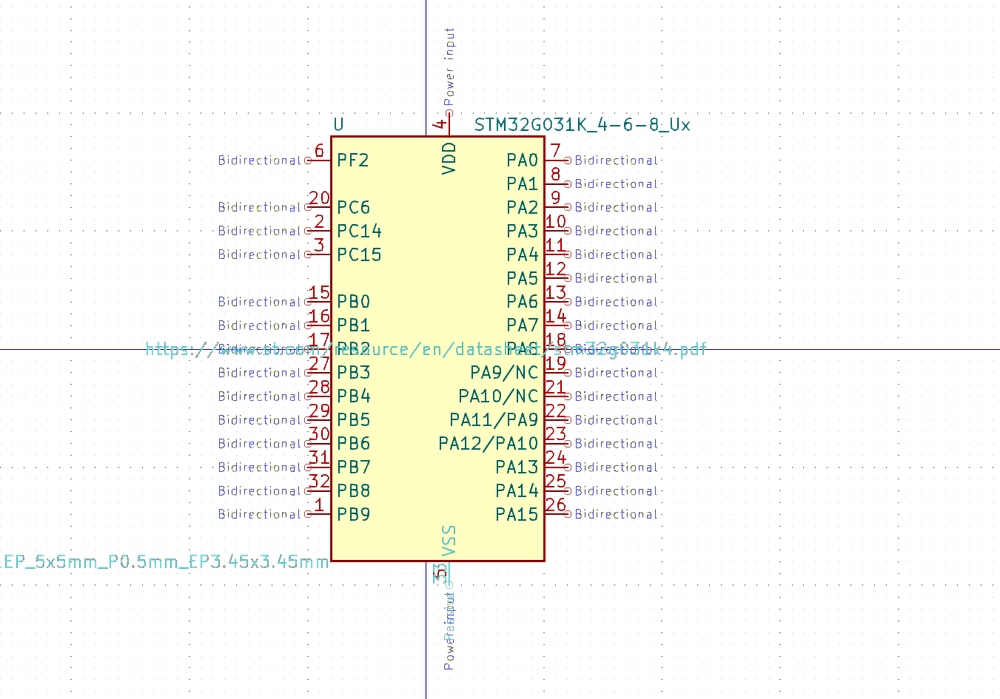 Power input
4
U STM32G031K_4-6-8_Ux
VDD
Bidirectional 6 PF2 PA0 7 Bidirectional
PA1 8 Bidirectional
Bidirectional 20 PC6 PA2 9 Bidirectional
Bidirectional 2 PC14 PA3 10 Bidirectional
Bidirectional 3 PC15 PA4 11 Bidirectional
PA5 12 Bidirectional
Bidirectional 15 PB0 PA6 13 Bidirectional
Bidirectional 16 PB1 PA7 14 Bidirectional
Bidirectional 17 PB2 PA8 18 Bidirectional
https://www.st.com/resource/en/datasheet/stm32g031k4.pdf
Bidirectional 27 PB3 PA9/NC 19 Bidirectional
Bidirectional 28 PB4 PA10/NC 21 Bidirectional
Bidirectional 29 PB5 PA11/PA9 22 Bidirectional
Bidirectional 30 PB6 PA12/PA10 23 Bidirectional
Bidirectional 31 PB7 PA13 24 Bidirectional
Bidirectional 32 PB8 PA14 25 Bidirectional
Bidirectional 1 PB9 PA15 26 Bidirectional
VSS
_EP_5x5mm_P0.5mm_EP3.45x3.45mm
Power input